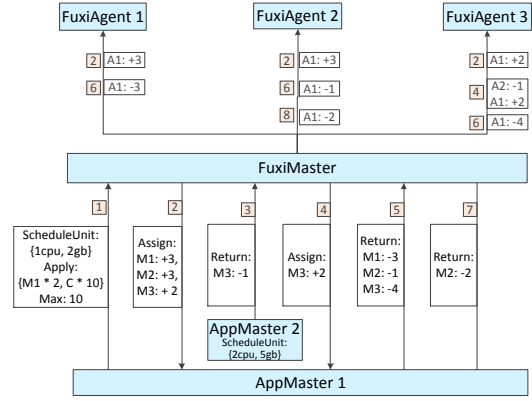 FuxiAgent 1
FuxiAgent 2
FuxiAgent 3
2 A1: +3
6 A1: -3
2 A1: +3
6 A1: -1
8 A1: -2
2 A1: +2
4 A2: -1
A1: +2
6 A1: -4
FuxiMaster
1
2
3
4
5
7
ScheduleUnit:
{1cpu, 2gb}
Apply:
{M1 * 2, C * 10}
Max: 10
Assign:
M1: +3,
M2: +3,
M3: + 2
Return:
M3: -1
Assign:
M3: +2
Return:
M1: -3
M2: -1
M3: -4
Return:
M2: -2
AppMaster 2
ScheduleUnit:
{2cpu, 5gb}
AppMaster 1